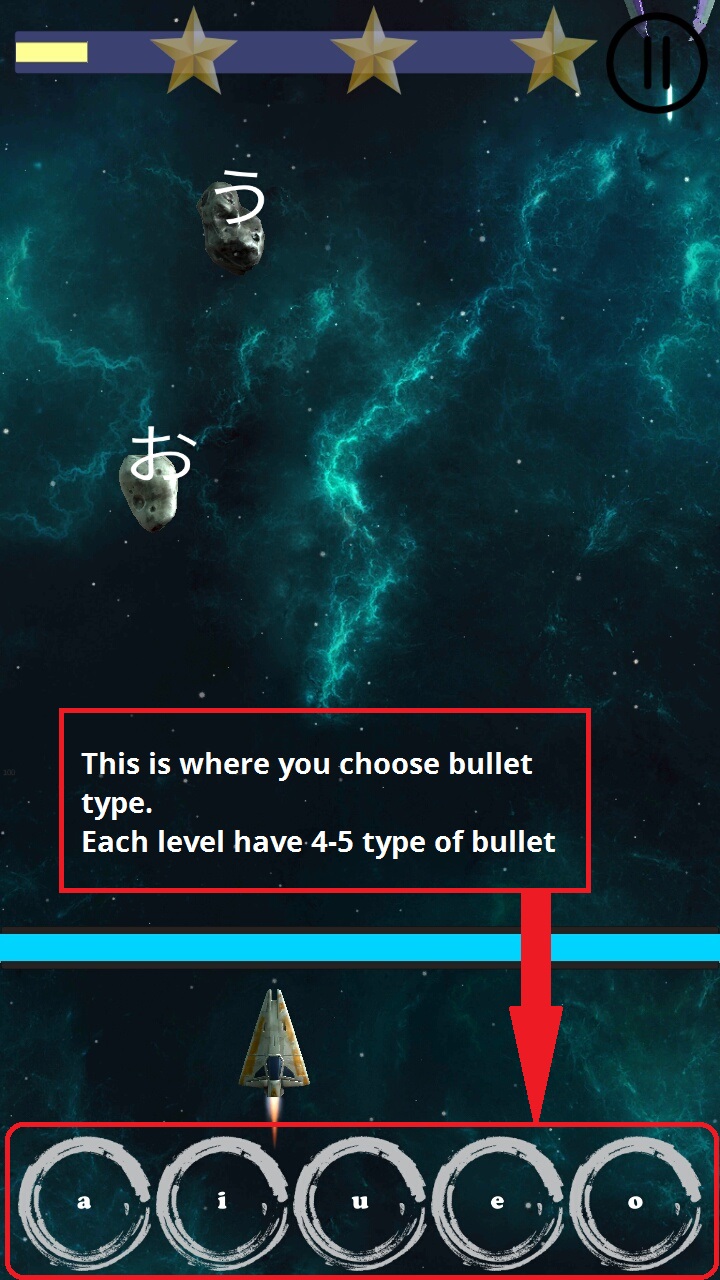 う
お
This is where you choose bullet
type.
Each level have 4-5 type of bullet
a i u e o